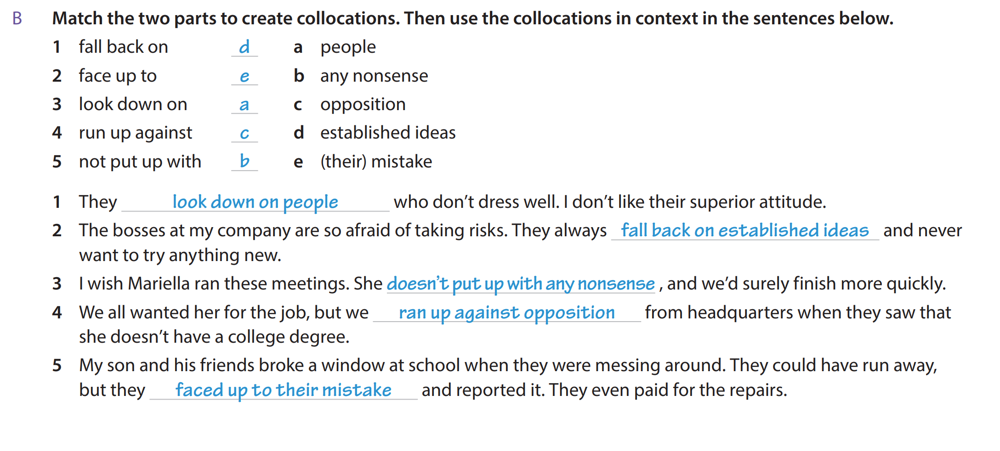 B Match the two parts to create collocations. Then use the collocations in context in the sentences below.
1 fall back on d a people
2 face up to e b any nonsense
3 look down on a c opposition
4 run up against c d established ideas
5 not put up with b e (their) mistake
1 They look down on people who don’t dress well. I don’t like their superior attitude.
2 The bosses at my company are so afraid of taking risks. They always fall back on established ideas and never
want to try anything new.
3 I wish Mariella ran these meetings. She doesn’t put up with any nonsense , and we’d surely finish more quickly.
4 We all wanted her for the job, but we ran up against opposition from headquarters when they saw that
she doesn’t have a college degree.
5 My son and his friends broke a window at school when they were messing around. They could have run away,
but they faced up to their mistake and reported it. They even paid for the repairs.